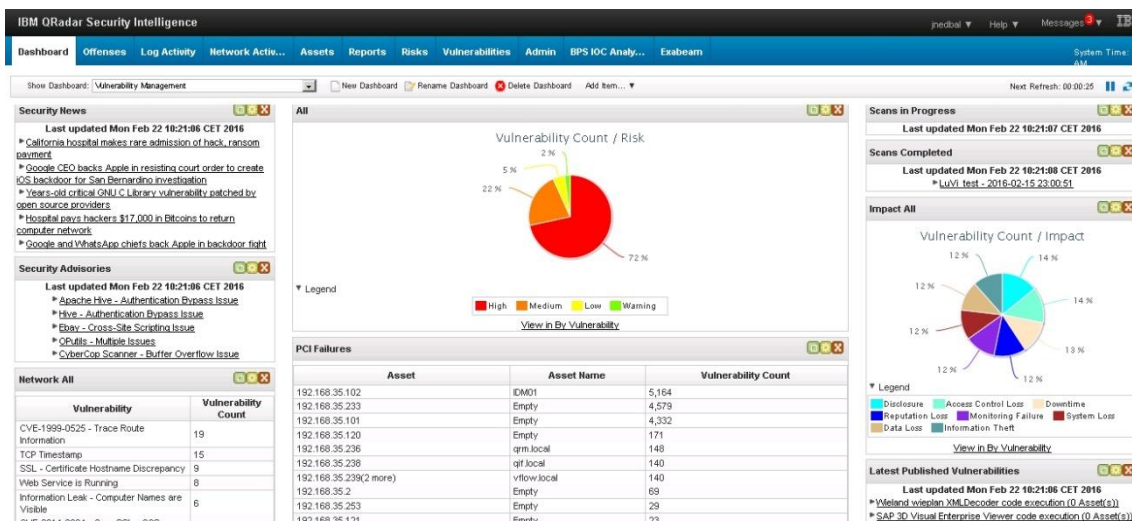 IBM QRadar Security Intelligence
jnedbal ▼ Help ▼ Messages 3 ▼ IB
Dashboard Offenses Log Activity Network Activ... Assets Reports Risks Vulnerabilities Admin BPS IOC Analy... Exabeam
System Time:
AM
Show Dashboard: Vulnerability Management New Dashboard Rename Dashboard Delete Dashboard Add Item... ▼
Next Refresh: 00:00:25
Security News
Last updated Mon Feb 22 10:21:06 CET 2016
California hospital makes rare admission of hack, ransom
payment
Google CEO backs Apple in resisting court order to create
iOS backdoor for San Bernardino investigation
Years-old critical GNU C Library vulnerability patched by
open source providers
Hospital pays hackers $17,000 in Bitcoins to return
computer network
Google and WhatsApp chiefs back Apple in backdoor fight
Security Advisories
Last updated Mon Feb 22 10:21:06 CET 2016
Apache Hive - Authentication Bypass Issue
Hive - Authentication Bypass Issue
Ebay - Cross-Site Scripting Issue
OPutils - Multiple Issues
CyberCop Scanner - Buffer Overflow Issue
Network All
Vulnerability Vulnerability
Count
CVE-1999-0525 - Trace Route
Information 19
TCP Timestamp 15
SSL - Certificate Hostname Discrepancy 9
Web Service is Running 8
Information Leak - Computer Names are
Visible 6
All
Vulnerability Count / Risk
2 %
5 %
22 %
72 %
▼ Legend
High Medium Low Warning
View in By Vulnerability
PCI Failures
Asset Asset Name Vulnerability Count
192.168.35.102 IDM01 5,164
192.168.35.233 Empty 4,579
192.168.35.101 Empty 4,332
192.168.35.120 Empty 171
192.168.35.236 qrm.local 148
192.168.35.238 qif.local 140
192.168.35.239(2 more) vflow.local 140
192.168.35.2 Empty 69
192.168.35.253 Empty 29
192.168.35.121 Empty 23
Scans in Progress
Last updated Mon Feb 22 10:21:07 CET 2016
Scans Completed
Last updated Mon Feb 22 10:21:08 CET 2016
LuVi test - 2016-02-15 23:00:51
Impact All
Vulnerability Count / Impact
12 % 14 %
12 % 14 %
12 % 13 %
12 % 12 %
▼ Legend
Disclosure Access Control Loss Downtime
Reputation Loss Monitoring Failure System Loss
Data Loss Information Theft
View in By Vulnerability
Latest Published Vulnerabilities
Last updated Mon Feb 22 10:21:06 CET 2016
Wieland wieplan XMLDecoder code execution (0 Asset(s))
SAP 3D Visual Enterprise Viewer code execution (0 Asset(s))